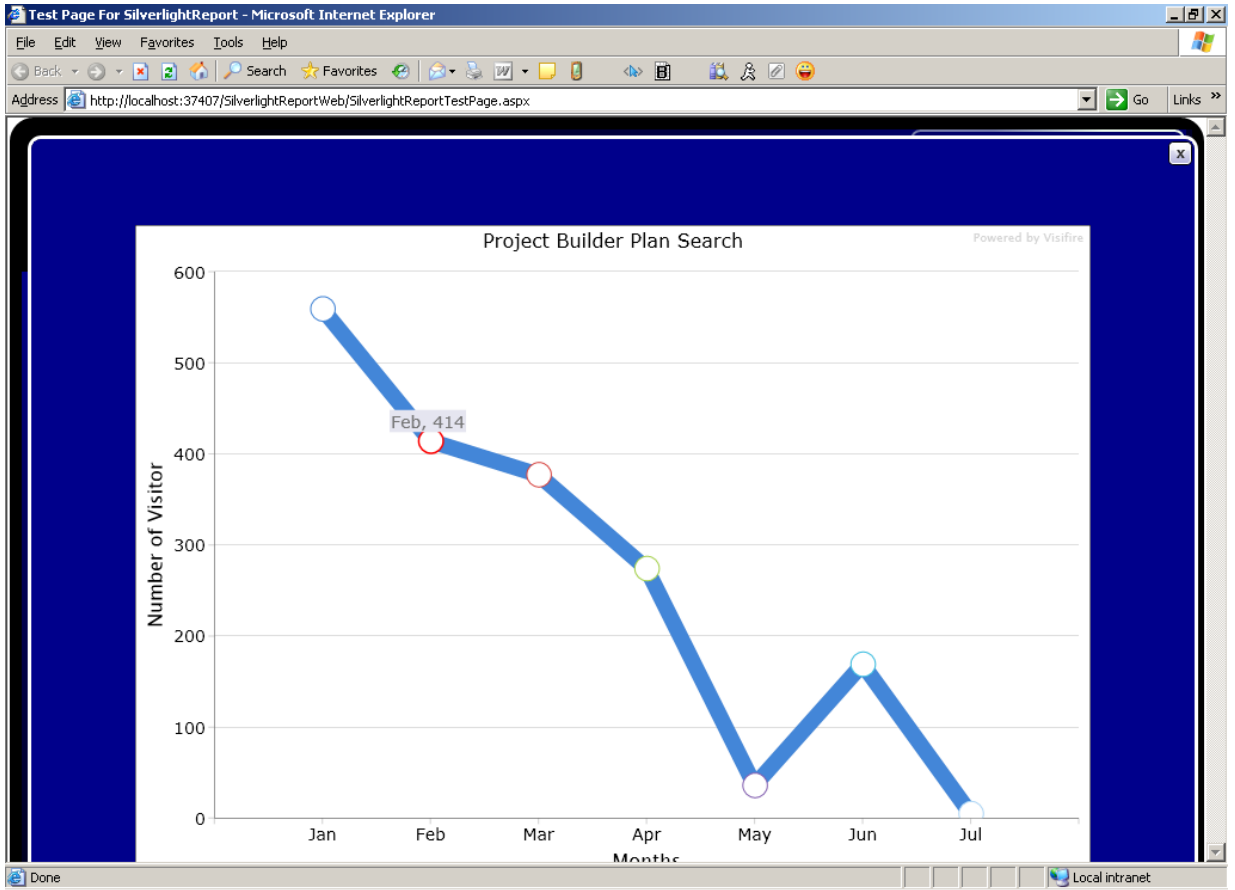 Test Page For SilverlightReport - Microsoft Internet Explorer
File Edit View Favorites Tools Help
Back Search Favorites
Address http://localhost:37407/SilverlightReportWeb/SilverlightReportTestPage.aspx Go Links »
x
Project Builder Plan Search
Powered by Visifire
600
500
Feb, 414
400
300
200
100
0
Number of Visitor
Jan Feb Mar Apr May Jun Jul
Months
Done Local intranet